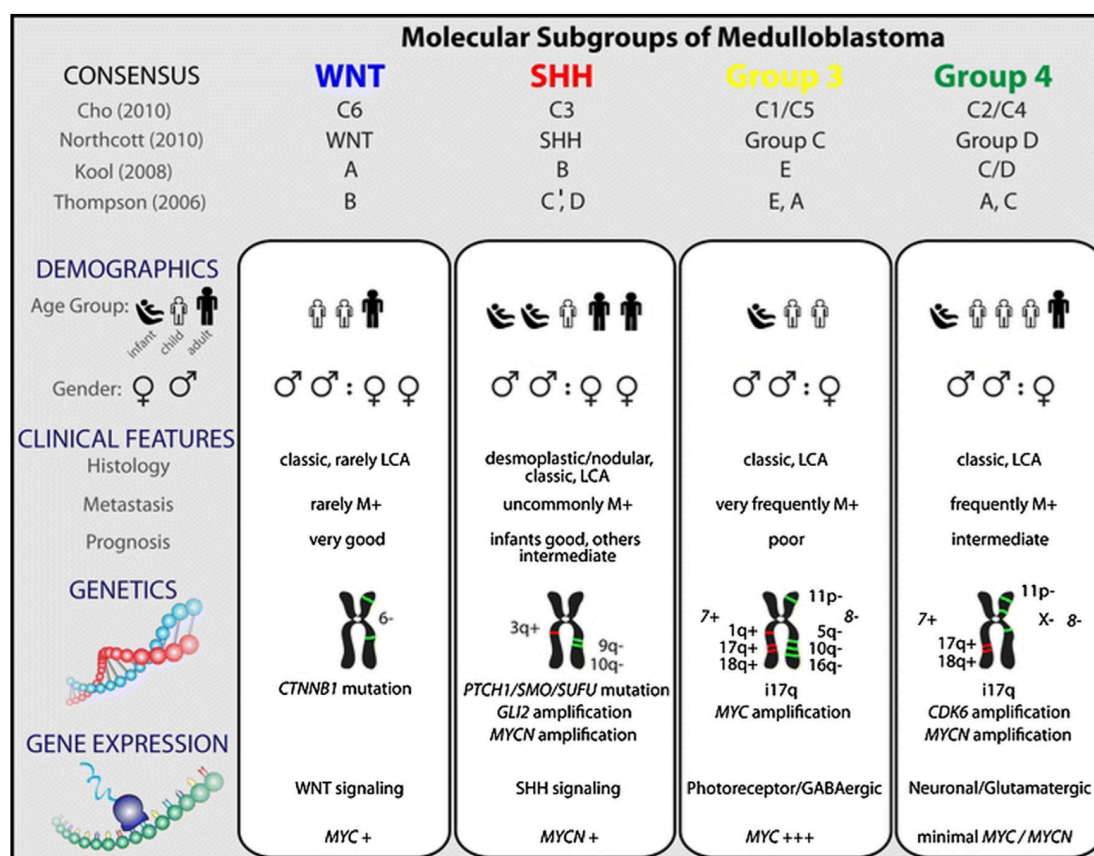 Molecular Subgroups of Medulloblastoma
CONSENSUS WNT SHH Group 3 Group 4
Cho (2010) C6 C3 C1/C5 C2/C4
Northcott (2010) WNT SHH Group C Group D
Kool (2008) A B E C/D
Thompson (2006) B C', D E, A A, C
DEMOGRAPHICS
Age Group:
infant child adult
Gender: ♀ ♂ ♂ ♂ : ♀ ♀ ♂ ♂ : ♀ ♀ ♂ ♂ : ♀ ♂ ♂ : ♀
CLINICAL FEATURES
Histology classic, rarely LCA desmoplastic/nodular, classic, LCA classic, LCA
classic, LCA
Metastasis rarely M+ uncommonly M+ very frequently M+ frequently M+
Prognosis very good infants good, others poor intermediate
intermediate
GENETICS
6-
3q+ 9q-
10q-
11p-
7+ 8-
1q+ 5q-
17q+ 10q-
18q+ 16q-
11p-
7+ X- 8-
17q+
18q+
CTNNB1 mutation PTCH1/SMO/SUFU mutation i17q i17q
GLI2 amplification MYC amplification CDK6 amplification
MYCN amplification MYCN amplification
GENE EXPRESSION
WNT signaling SHH signaling Photoreceptor/GABAergic Neuronal/Glutamatergic
MYC + MYCN + MYC +++ minimal MYC / MYCN